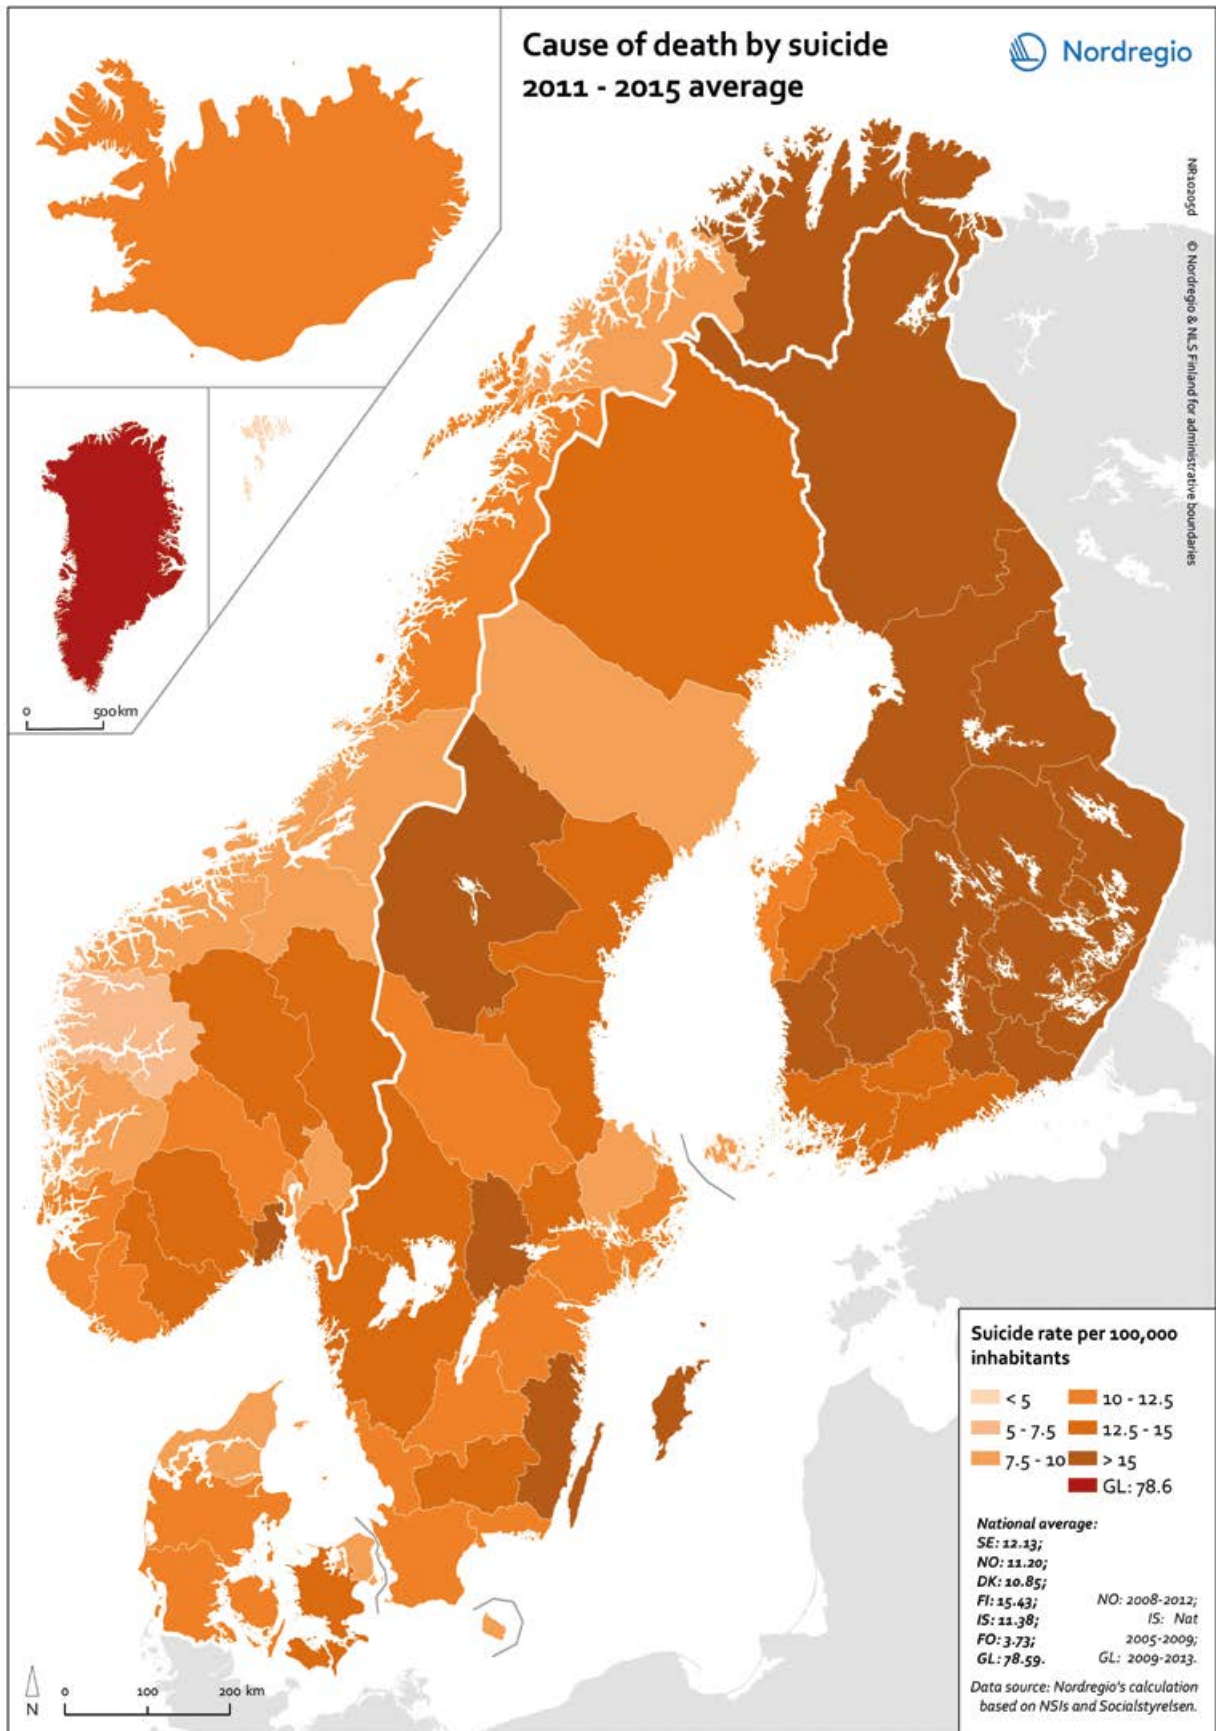 Cause of death by suicide
2011 - 2015 average
Nordregio
NR10205d © Nordregio & NLS Finland for administrative boundaries
0 500 km
Suicide rate per 100,000
inhabitants
< 5
5 - 7.5
7.5 - 10
10 - 12.5
12.5 - 15
> 15
GL: 78.6
National average:
SE: 12.13;
NO: 11.20;
DK: 10.85;
FI: 15.43;
IS: 11.38;
FO: 3.73;
GL: 78.59.
NO: 2008-2012;
IS: Nat
2005-2009;
GL: 2009-2013.
Data source: Nordregio's calculation
based on NSIs and Socialstyrelsen.
N
0 100 200 km